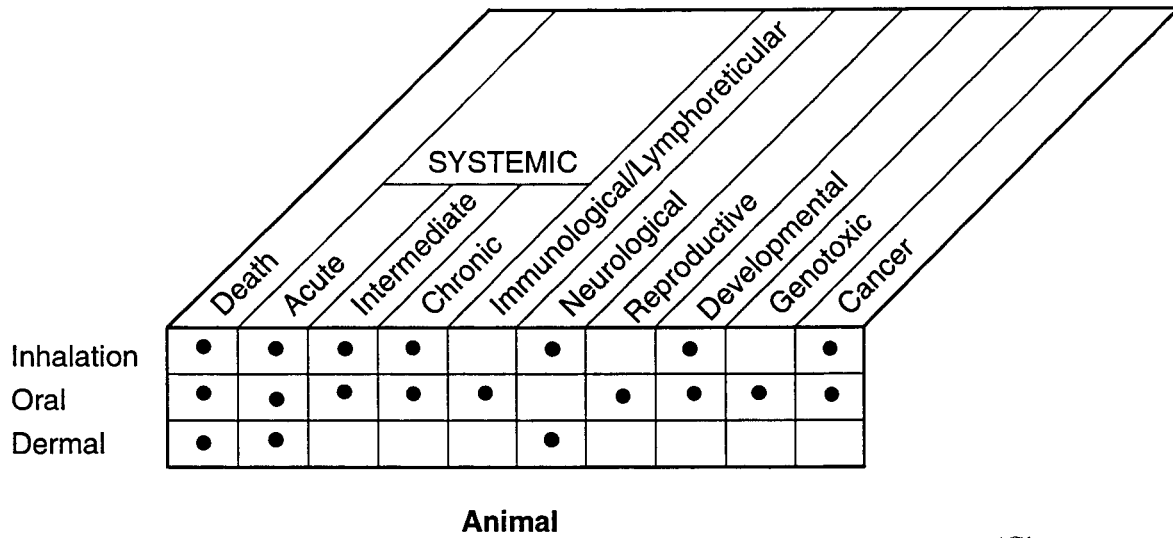 SYSTEMIC
Death
Acute
Intermediate
Chronic
Immunological/Lymphoreticular
Neurological
Reproductive
Developmental
Genotoxic
Cancer
Inhalation
Oral
Dermal
Animal